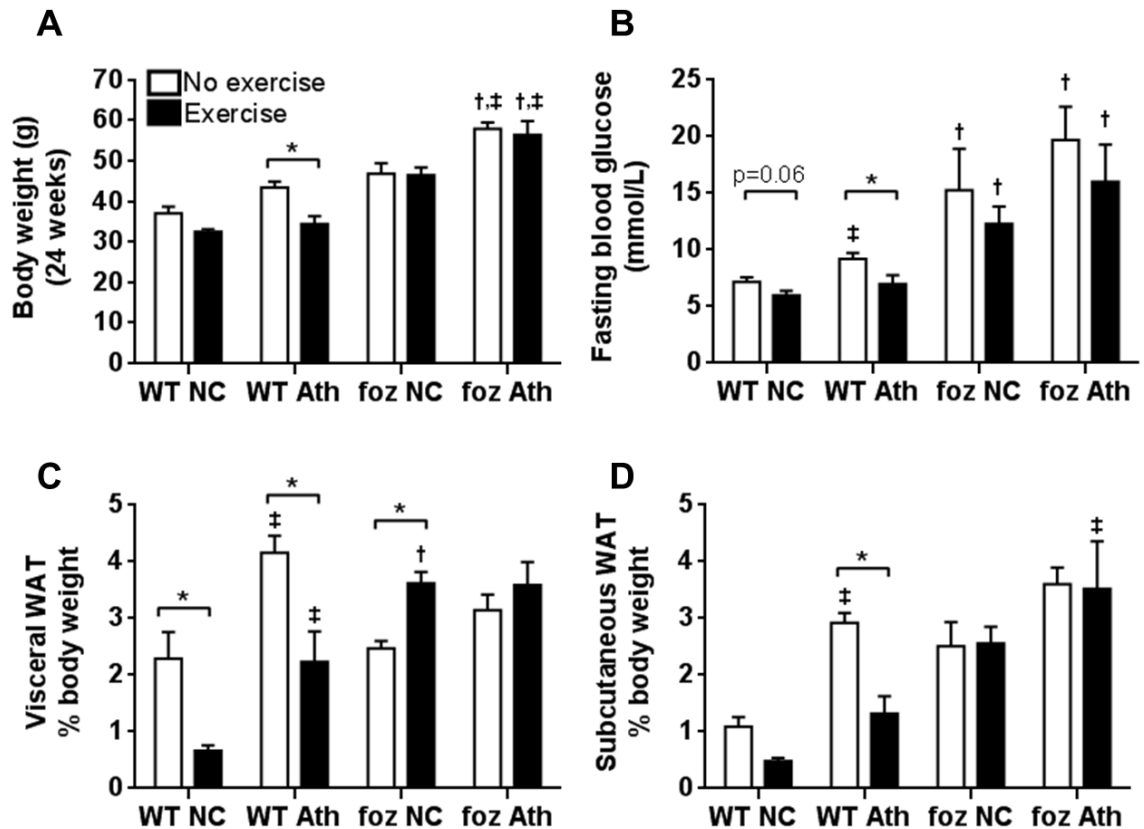 A
Body weight (g)
(24 weeks)
70
60
50
40
30
20
10
0
No exercise
Exercise
*
†,‡ †,‡
WT NC WT Ath foz NC foz Ath
B
Fasting blood glucose
(mmol/L)
25
20
15
10
5
0
p=0.06
*
‡
†
†
†
†
WT NC WT Ath foz NC foz Ath
C
Visceral WAT
% body weight
5
4
3
2
1
0
*
*
‡
‡
*
†
WT NC WT Ath foz NC foz Ath
D
Subcutaneous WAT
% body weight
5
4
3
2
1
0
*
‡
‡
WT NC WT Ath foz NC foz Ath